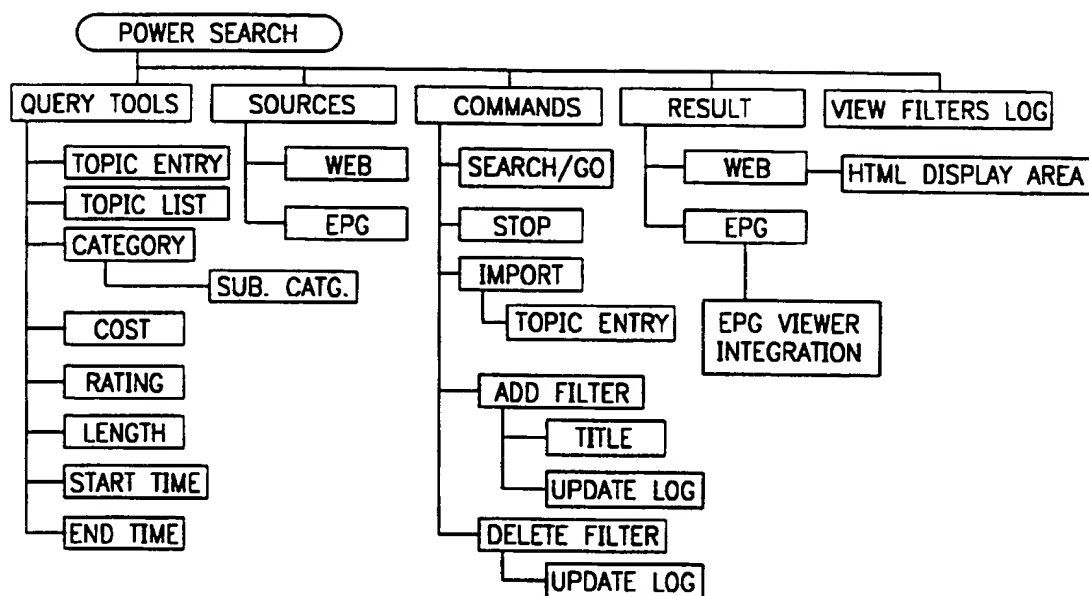 POWER SEARCH
QUERY TOOLS
SOURCES
COMMANDS
RESULT
VIEW FILTERS LOG
TOPIC ENTRY
TOPIC LIST
CATEGORY
SUB. CATG.
COST
RATING
LENGTH
START TIME
END TIME
WEB
EPG
SEARCH/GO
STOP
IMPORT
TOPIC ENTRY
ADD FILTER
TITLE
UPDATE LOG
DELETE FILTER
UPDATE LOG
WEB
HTML DISPLAY AREA
EPG
EPG VIEWER
INTEGRATION